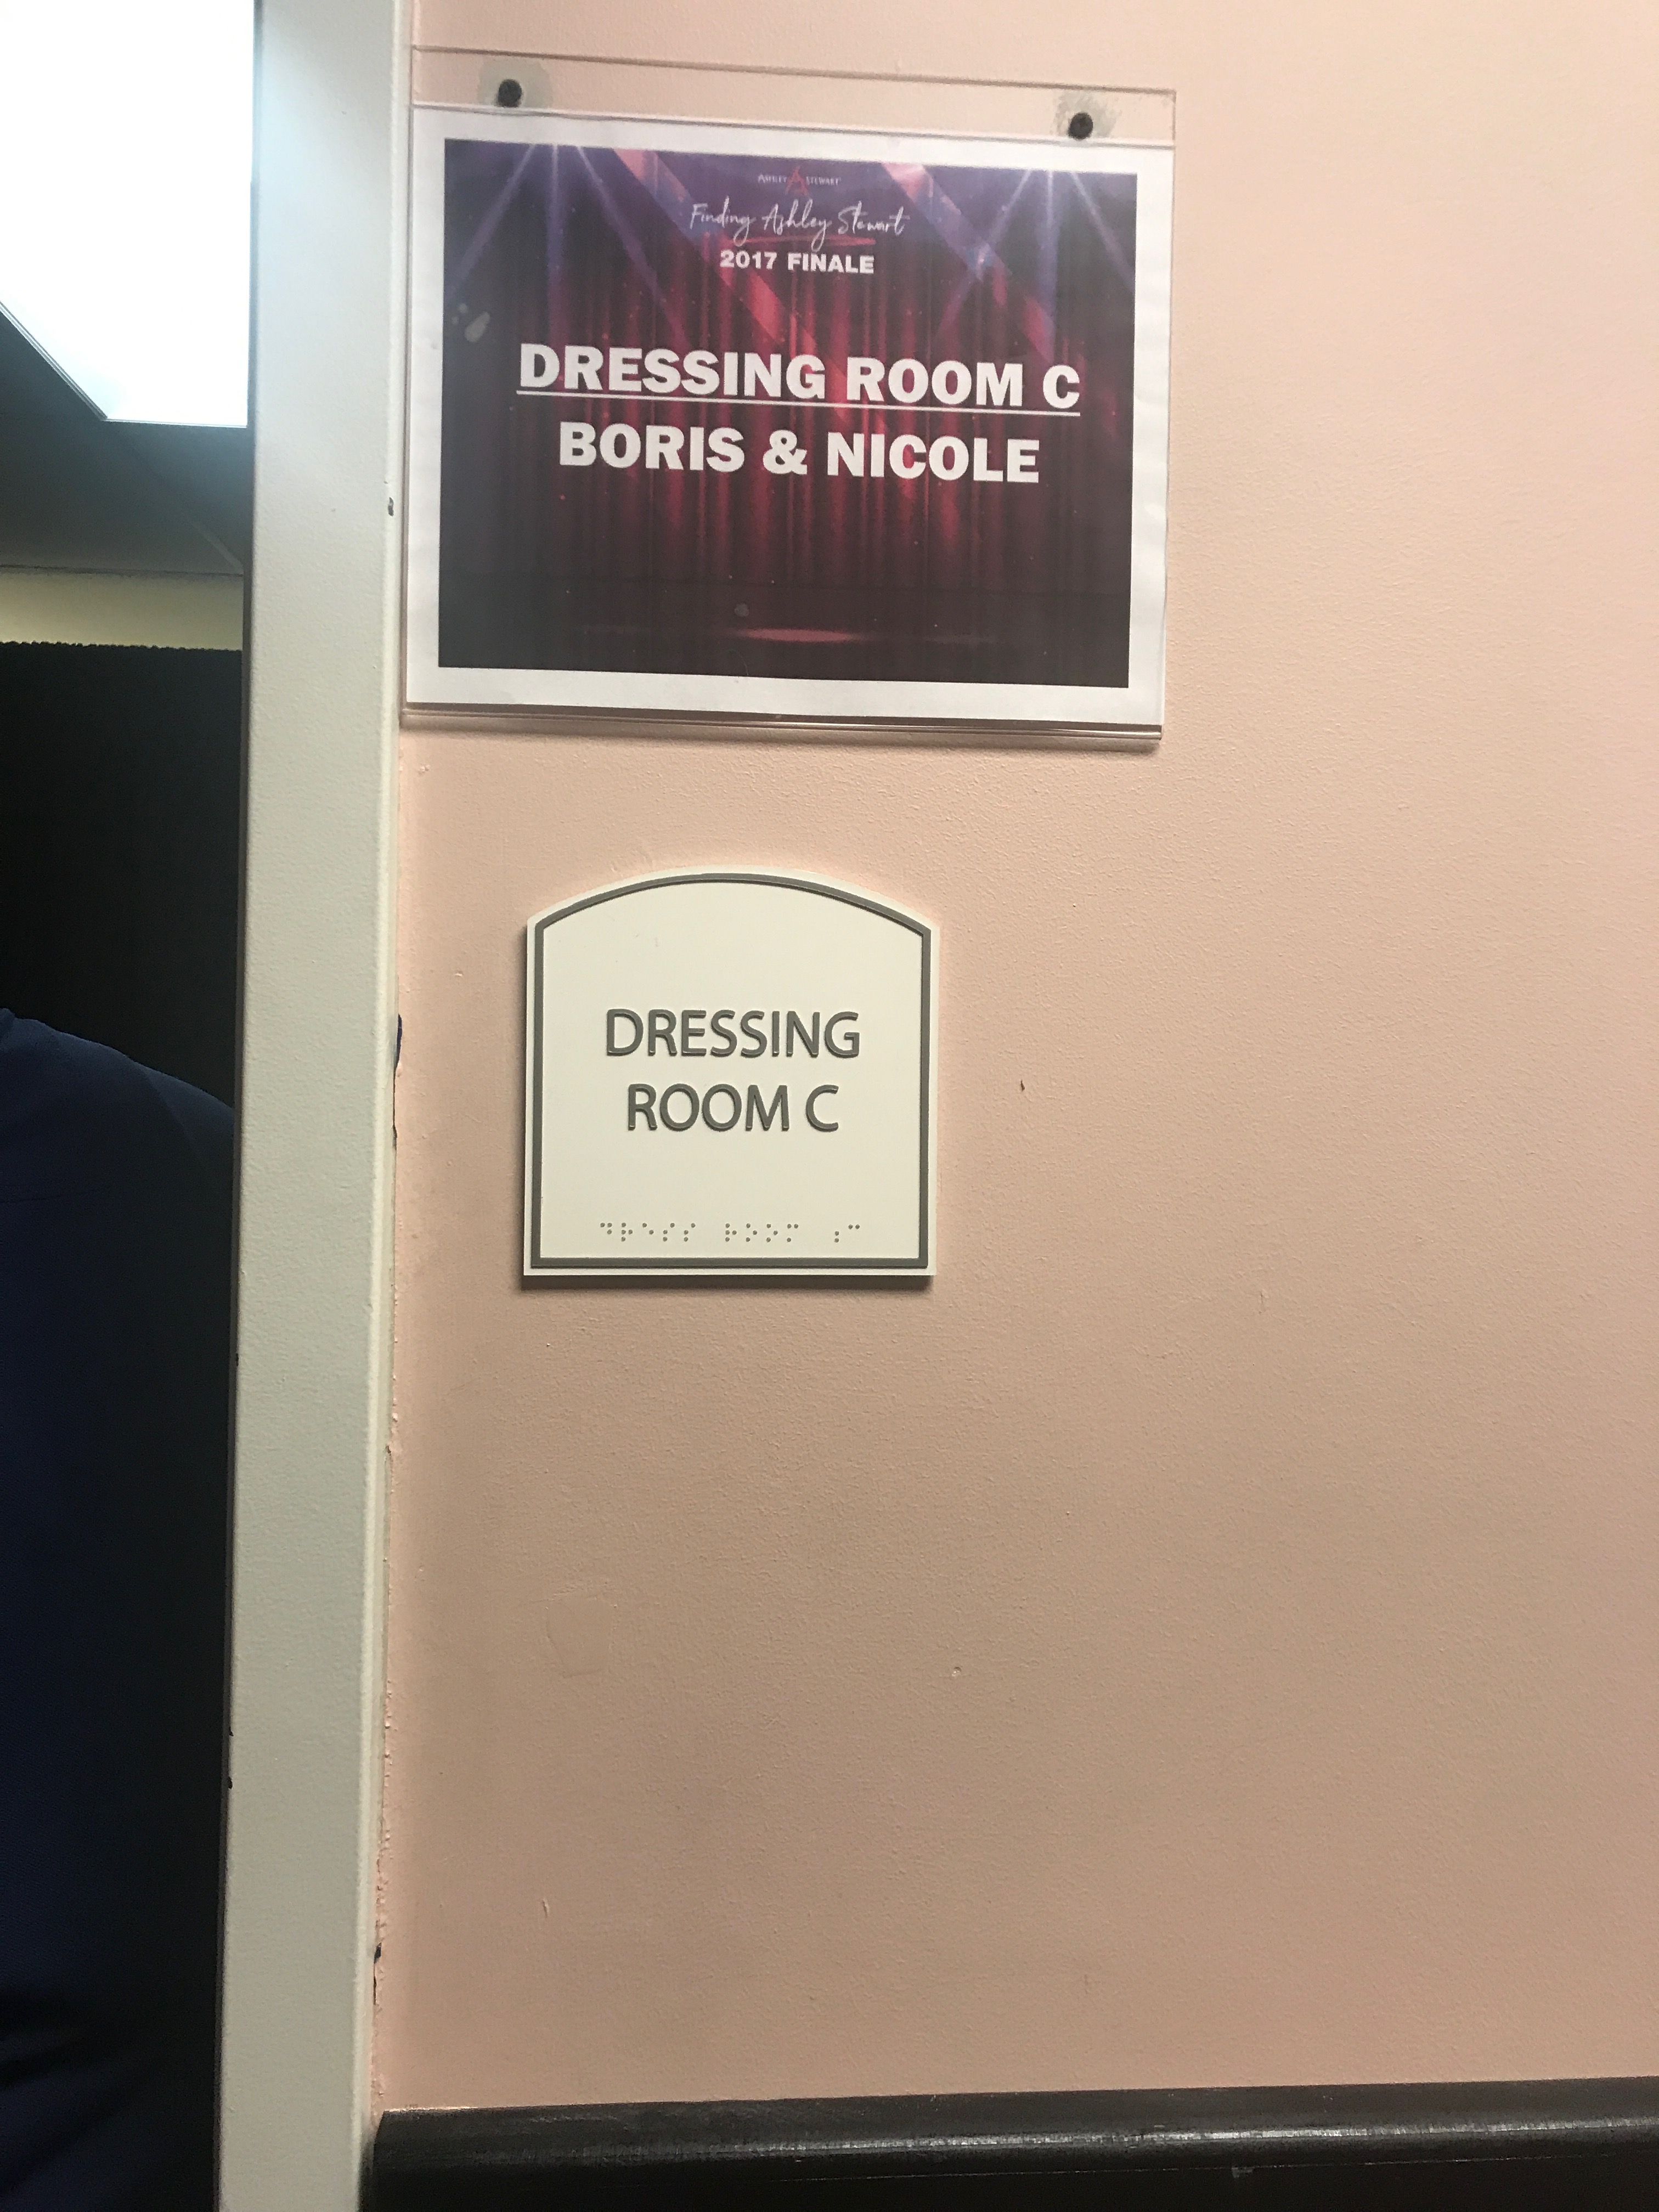 ASHLEY STEWART
Finding Ashley Stewart
2017 FINALE
DRESSING ROOM C
BORIS & NICOLE
DRESSING
ROOM C
⠙⠗⠑⠎⠎ ⠗⠕⠕⠍ ⠰⠉